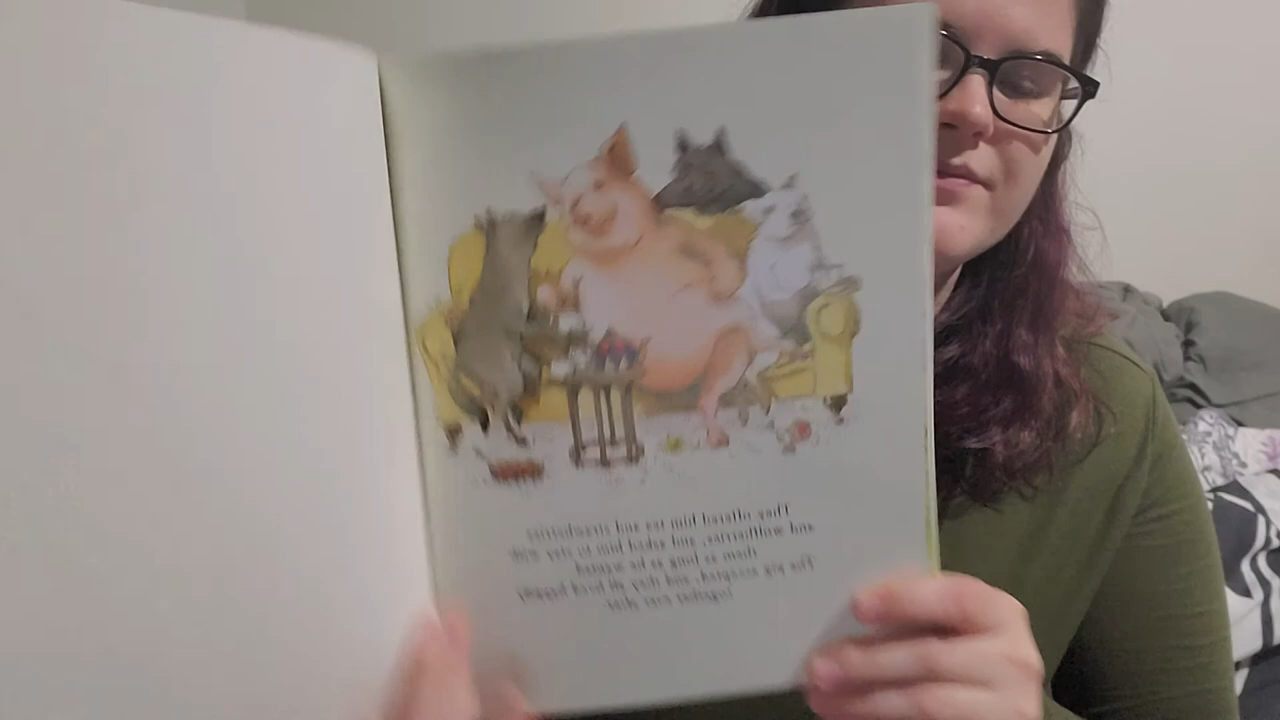 They offered him tea and strawberries
and wolfberries, and asked him to stay with
them as long as he wanted.
The pig accepted, and they all lived happily
together ever after.